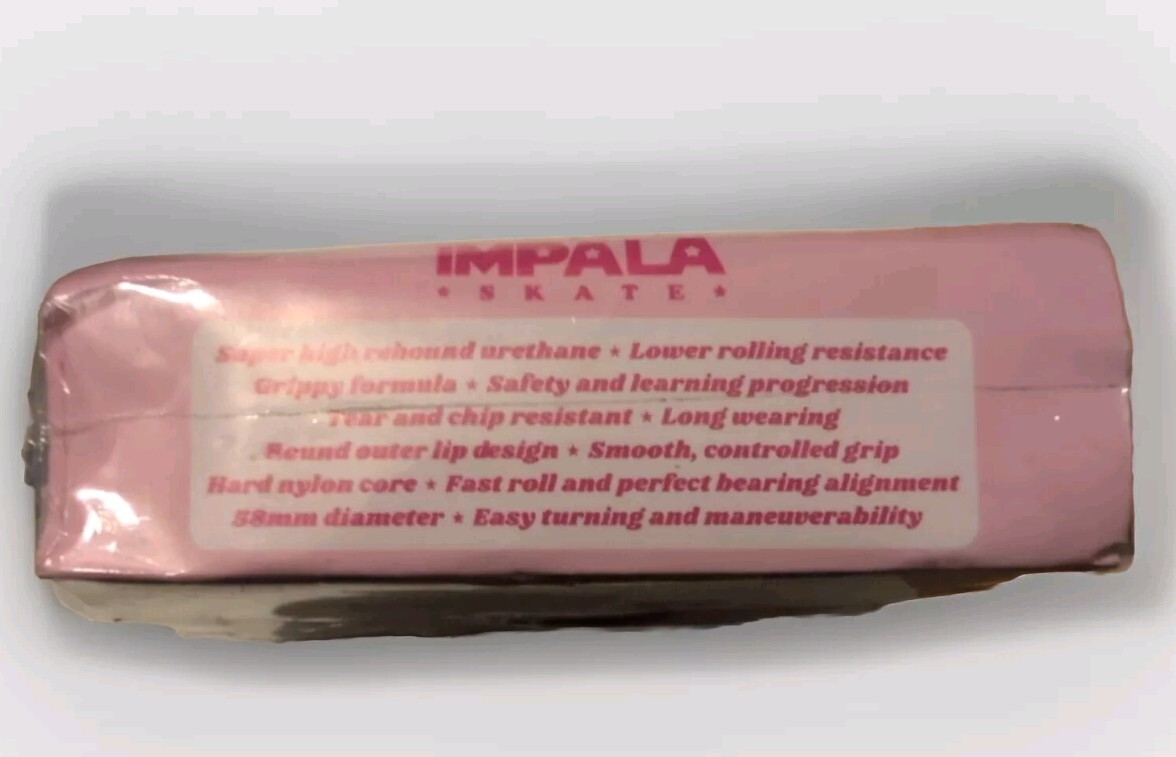 IMPALA
★ SKATE ★
Super high rebound urethane ★ Lower rolling resistance
Grippy formula ★ Safety and learning progression
Tear and chip resistant ★ Long wearing
Round outer lip design ★ Smooth, controlled grip
Hard nylon core ★ Fast roll and perfect bearing alignment
58mm diameter ★ Easy turning and maneuverability